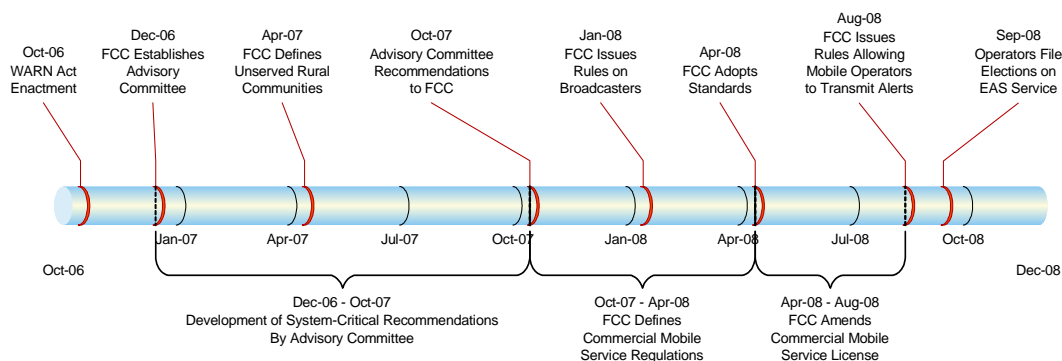 Oct-06
WARN Act
Enactment
Dec-06
FCC Establishes
Advisory
Committee
Apr-07
FCC Defines
Unserved Rural
Communities
Oct-07
Advisory Committee
Recommendations
to FCC
Jan-08
FCC Issues
Rules on
Broadcasters
Apr-08
FCC Adopts
Standards
Aug-08
FCC Issues
Rules Allowing
Mobile Operators
to Transmit Alerts
Sep-08
Operators File
Elections on
EAS Service
Jan-07
Apr-07
Jul-07
Oct-07
Jan-08
Apr-08
Jul-08
Oct-08
Oct-06
Dec-08
Dec-06 - Oct-07
Development of System-Critical Recommendations
By Advisory Committee
Oct-07 - Apr-08
FCC Defines
Commercial Mobile
Service Regulations
Apr-08 - Aug-08
FCC Amends
Commercial Mobile
Service License